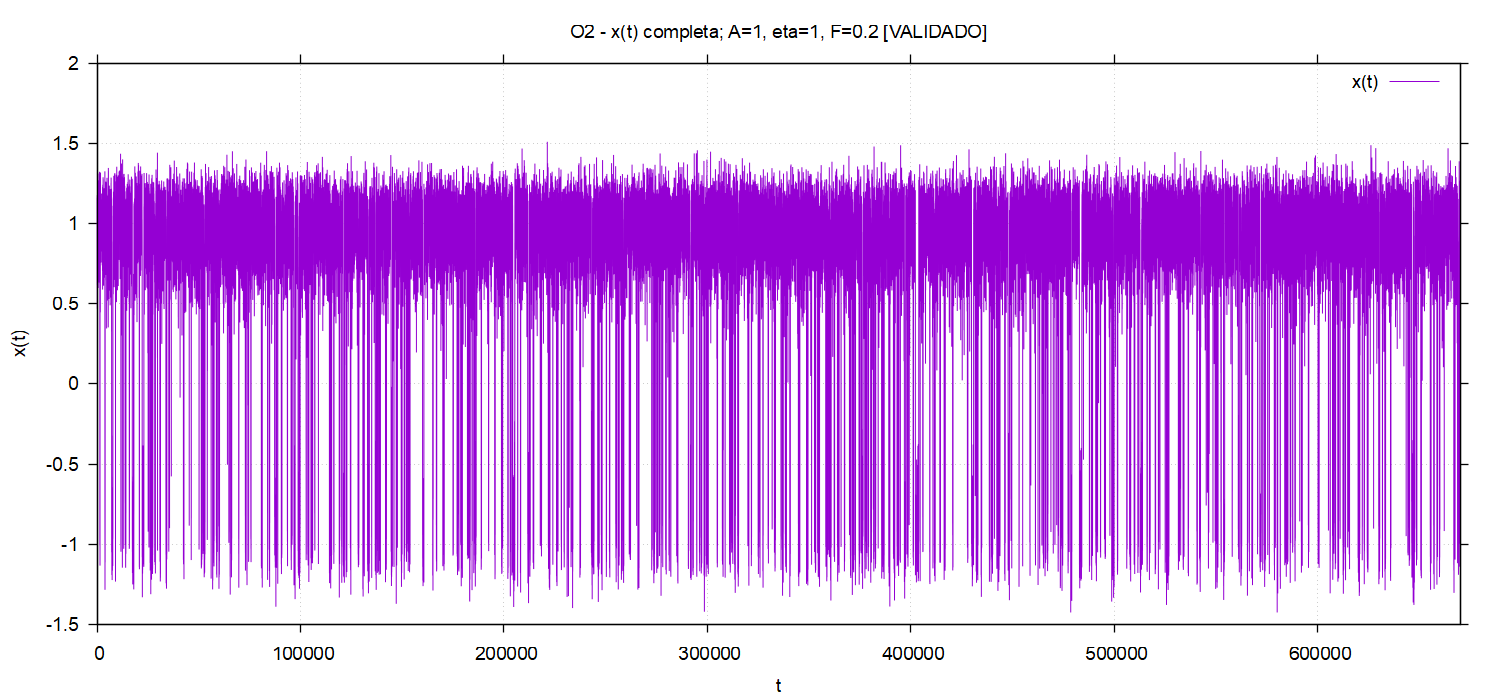 O2 - x(t) completa; A=1, eta=1, F=0.2 [VALIDADO]
x(t)
2
1.5
1
0.5
0
-0.5
-1
-1.5
x(t)
0 100000 200000 300000 400000 500000 600000
t